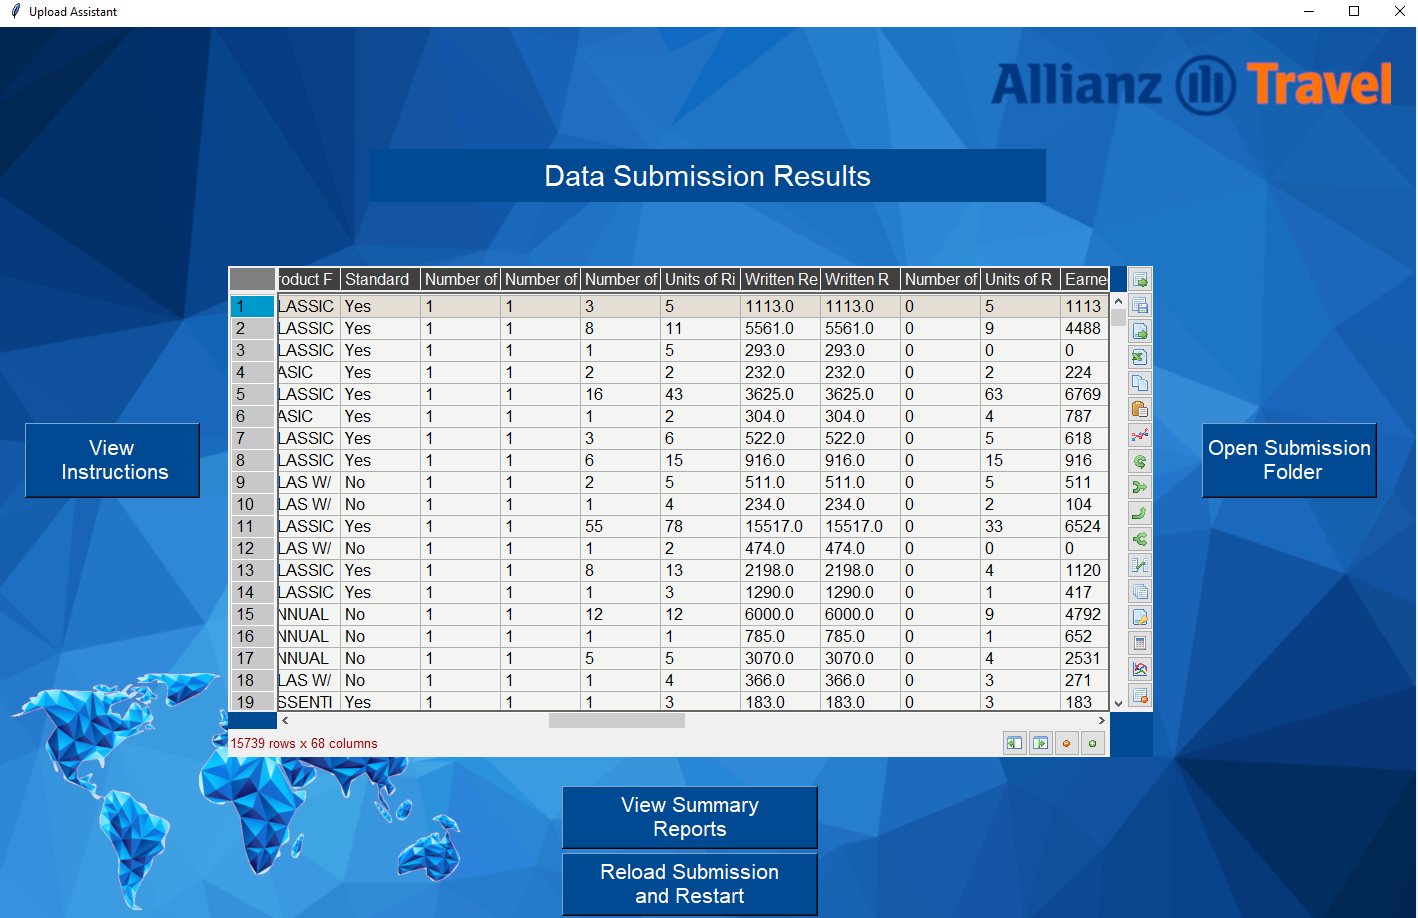 Upload Assistant
Allianz Travel
Data Submission Results
roduct F Standard Number of Number of Number of Units of Ri Written Re Written R Number of Units of R Earne
1 LASSIC Yes 1 1 3 5 1113.0 1113.0 0 5 1113
2 LASSIC Yes 1 1 8 11 5561.0 5561.0 0 9 4488
3 LASSIC Yes 1 1 1 5 293.0 293.0 0 0 0
4 ASIC Yes 1 1 2 2 232.0 232.0 0 2 224
5 LASSIC Yes 1 1 16 43 3625.0 3625.0 0 63 6769
6 ASIC Yes 1 1 1 2 304.0 304.0 0 4 787
7 LASSIC Yes 1 1 3 6 522.0 522.0 0 5 618
8 LASSIC Yes 1 1 6 15 916.0 916.0 0 15 916
9 LAS W/ No 1 1 2 5 511.0 511.0 0 5 511
10 LAS W/ No 1 1 1 4 234.0 234.0 0 2 104
11 LASSIC Yes 1 1 55 78 15517.0 15517.0 0 33 6524
12 LAS W/ No 1 1 1 2 474.0 474.0 0 0 0
13 LASSIC Yes 1 1 8 13 2198.0 2198.0 0 4 1120
14 LASSIC Yes 1 1 1 3 1290.0 1290.0 0 1 417
15 NNUAL No 1 1 12 12 6000.0 6000.0 0 9 4792
16 NNUAL No 1 1 1 1 785.0 785.0 0 1 652
17 NNUAL No 1 1 5 5 3070.0 3070.0 0 4 2531
18 LAS W/ No 1 1 1 4 366.0 366.0 0 3 271
19 SSENTI Yes 1 1 1 3 183.0 183.0 0 3 183
15739 rows x 68 columns
View
Instructions
Open Submission
Folder
View Summary
Reports
Reload Submission
and Restart